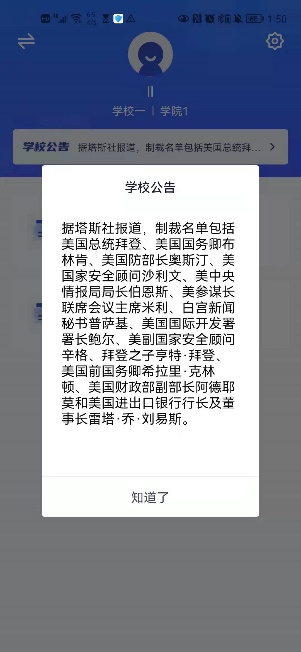 1:50
学校一 | 学院1
学校公告 据塔斯社报道，制裁名单包括美国总统拜...
学校公告
据塔斯社报道，制裁名单包括
美国总统拜登、美国国务卿布
林肯、美国防部长奥斯汀、美
国家安全顾问沙利文、美中央
情报局局长伯恩斯、美参谋长
联席会议主席米利、白宫新闻
秘书普萨基、美国国际开发署
署长鲍尔、美副国家安全顾问
辛格、拜登之子亨特·拜登、
美国前国务卿希拉里·克林
顿、美国财政部副部长阿德耶
莫和美国进出口银行行长及董
事长雷塔·乔·刘易斯。
知道了